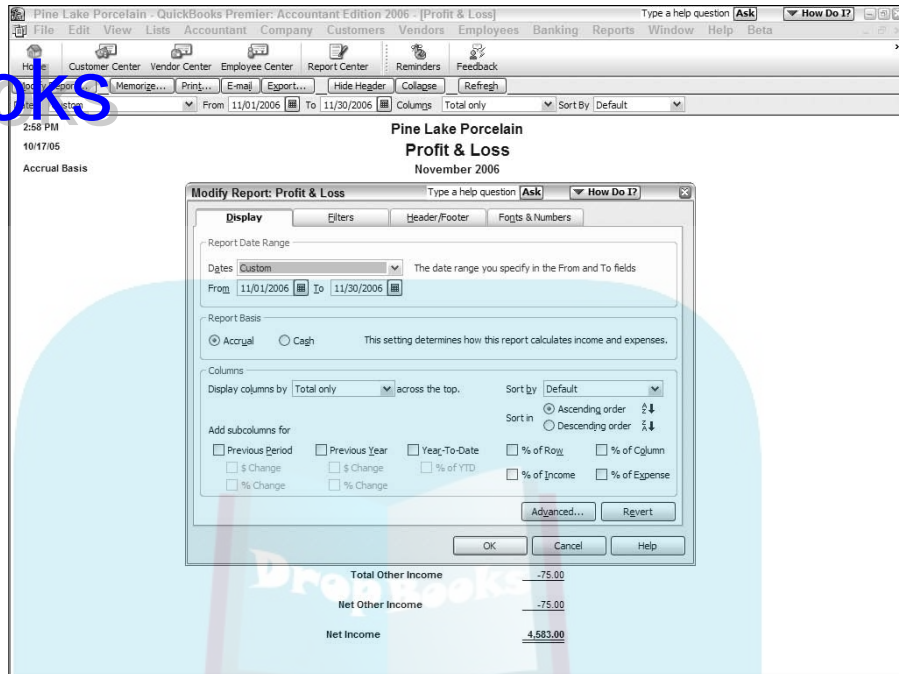 Pine Lake Porcelain - QuickBooks Premier: Accountant Edition 2006 - [Profit & Loss] Type a help question Ask How Do I?
File Edit View Lists Accountant Company Customers Vendors Employees Banking Reports Window Help Beta
Home Customer Center Vendor Center Employee Center Report Center Reminders Feedback
oks
Memorize... Print... E-mail Export... Hide Header Collapse Refresh
From 11/01/2006 To 11/30/2006 Columns Total only Sort By Default
2:58 PM
Pine Lake Porcelain
10/17/05
Profit & Loss
Accrual Basis
November 2006
Modify Report: Profit & Loss Type a help question Ask How Do I?
Display Filters Header/Footer Fonts & Numbers
Report Date Range
Dates Custom The date range you specify in the From and To fields
From 11/01/2006 To 11/30/2006
Report Basis
Accrual Cash This setting determines how this report calculates income and expenses.
Columns
Display columns by Total only across the top. Sort by Default
Sort in Ascending order
Descending order
Add subcolumns for
Previous Period Previous Year Year-To-Date % of Row % of Column
$ Change $ Change % of YTD
% Change % Change % of Income % of Expense
Advanced... Revert
OK Cancel Help
DropBooks
Total Other Income -75.00
Net Other Income -75.00
Net Income 4,583.00